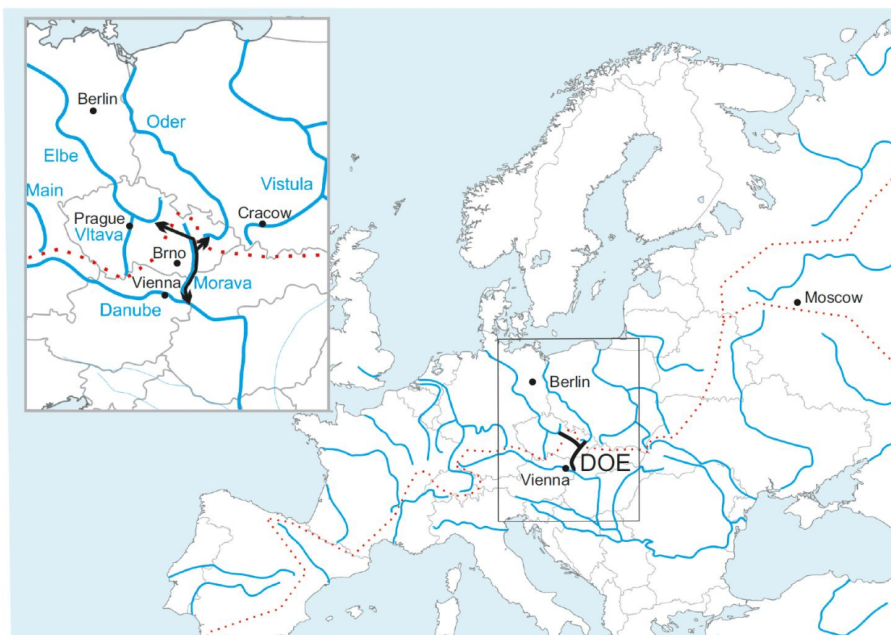 Berlin
Oder
Elbe
Main
Vistula
Prague
Cracow
Vltava
Brno
Vienna
Morava
Danube
Moscow
Berlin
DOE
Vienna